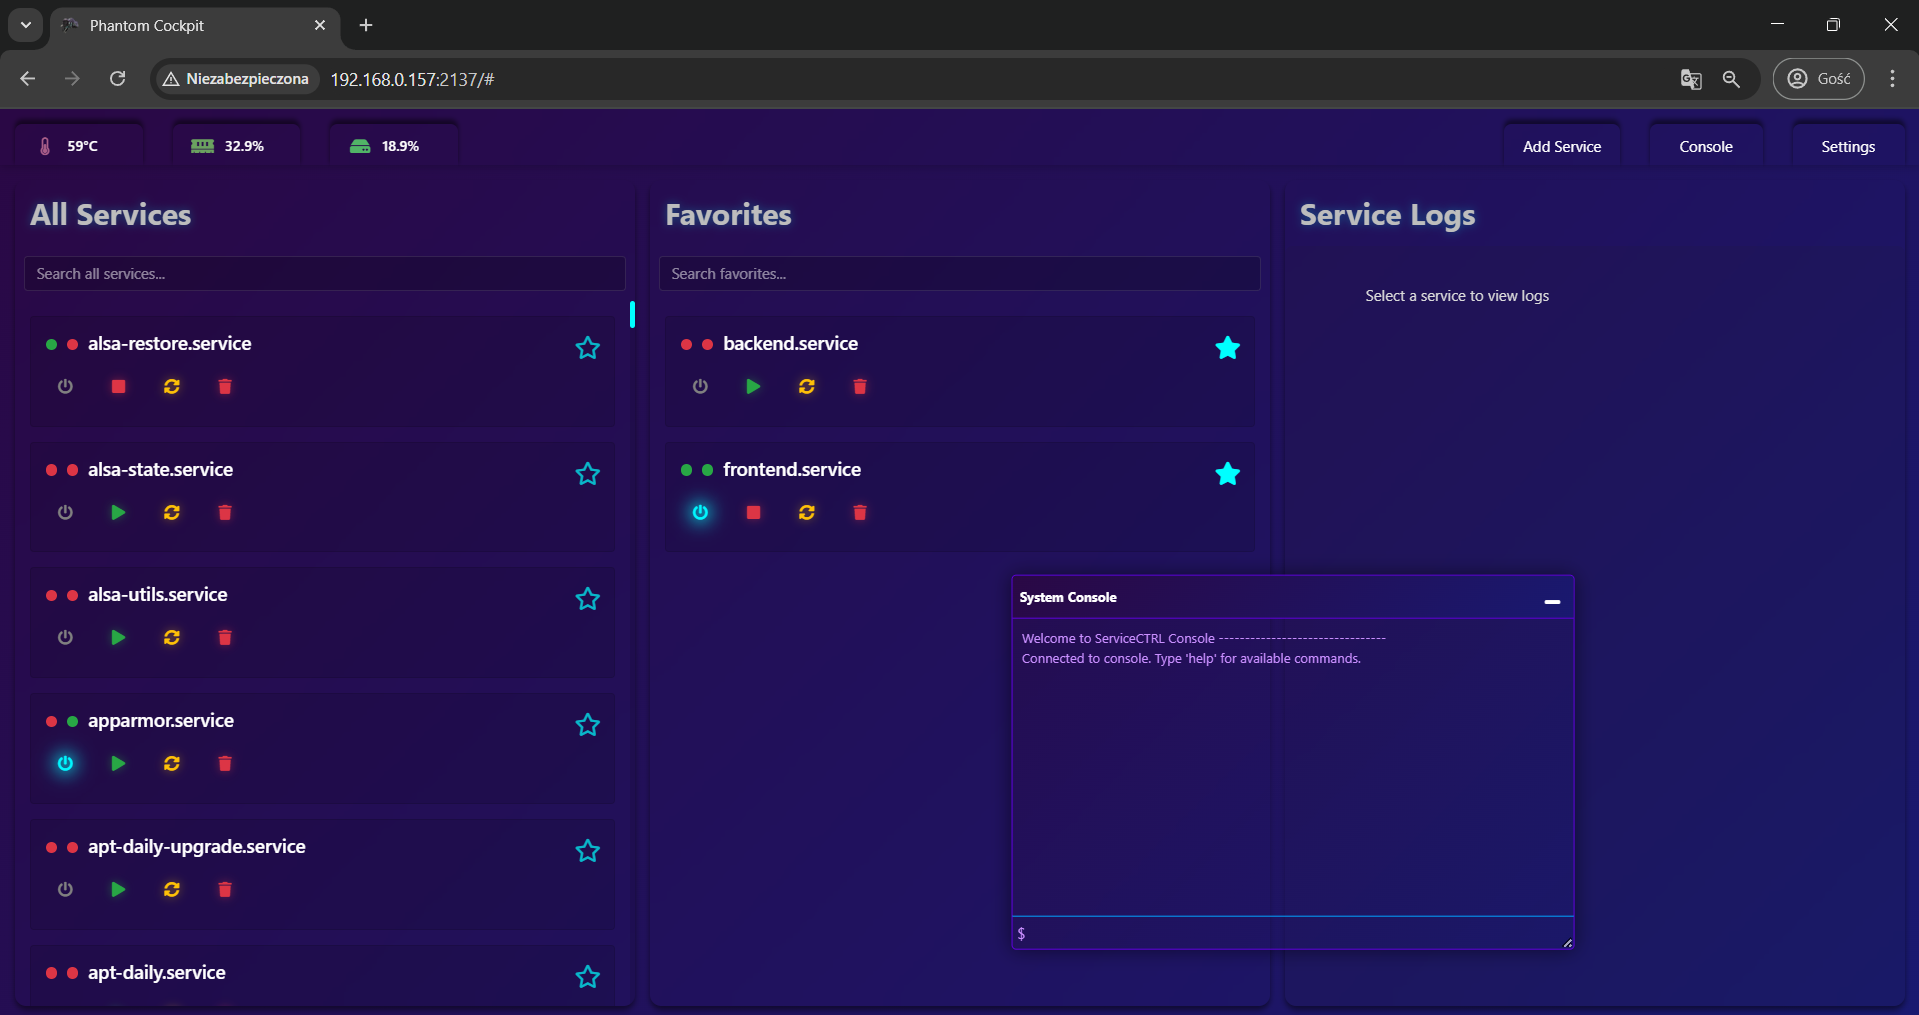 Phantom Cockpit
Niezabezpieczona 192.168.0.157:2137/# Gość
59°C 32.9% 18.9% Add Service Console Settings
All Services
Search all services...
alsa-restore.service
alsa-state.service
alsa-utils.service
apparmor.service
apt-daily-upgrade.service
apt-daily.service
Favorites
Search favorites...
backend.service
frontend.service
Service Logs
Select a service to view logs
System Console
Welcome to ServiceCTRL Console --------------------------------
Connected to console. Type 'help' for available commands.
$